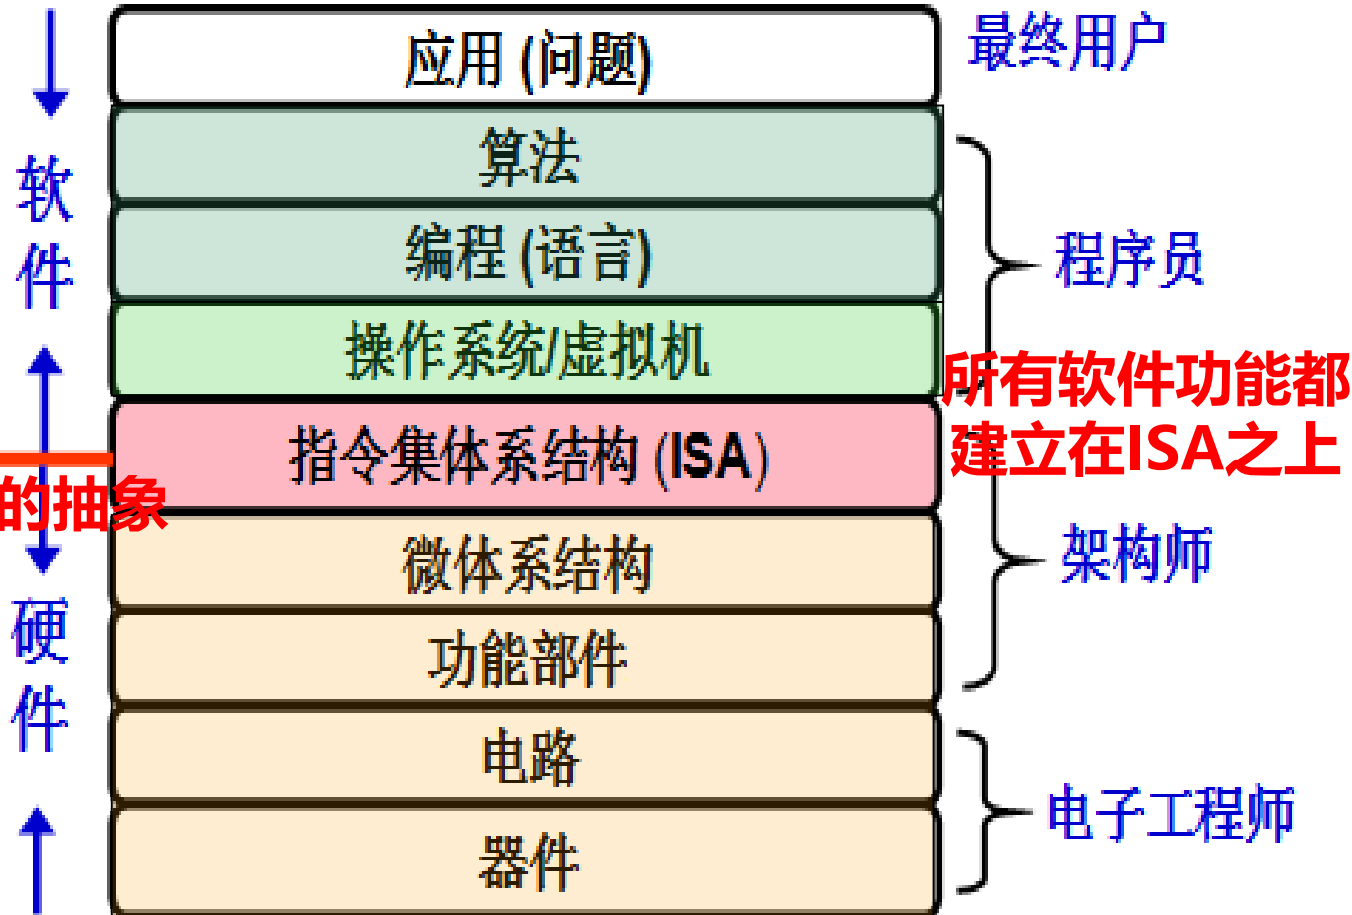 应用 (问题)
最终用户
算法
软件
编程 (语言)
程序员
操作系统/虚拟机
所有软件功能都
建立在ISA之上
指令集体系结构 (ISA)
的抽象
微体系结构
架构师
硬件
功能部件
电路
电子工程师
器件